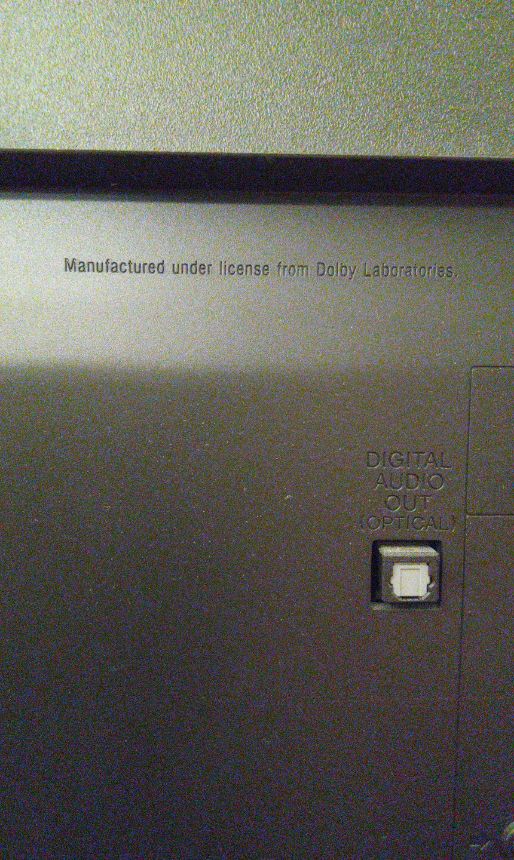 Manufactured under license from Dolby Laboratories.
DIGITAL
AUDIO
OUT
(OPTICAL)